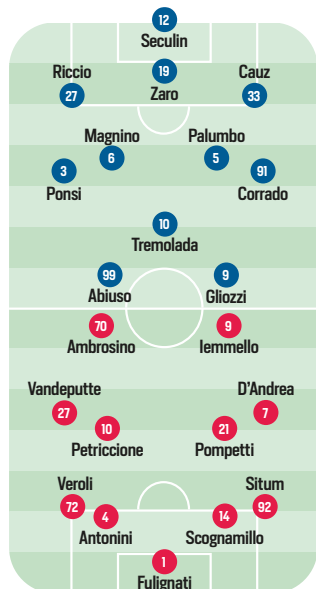 12
Seculin
Riccio 19 Cauz
27 Zaro 33
Magnino Palumbo
3 6 5 91
Ponsi Corrado
10
Tremolada
99 9
Abiuso Gliozzi
70 9
Ambrosino Iemmello
Vandeputte D'Andrea
27 10 21 7
Petriccione Pompetti
Veroli Situm
72 4 14 92
Antonini Scognamillo
1
Fulignati